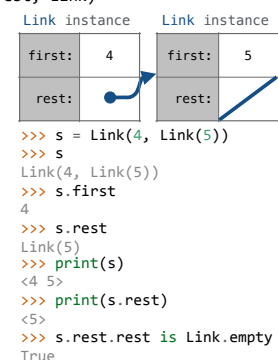 Link instance Link instance
first: 4 first: 5
rest: rest:
>>> s = Link(4, Link(5))
>>> s
Link(4, Link(5))
>>> s.first
4
>>> s.rest
Link(5)
>>> print(s)
<4 5>
>>> print(s.rest)
<5>
>>> s.rest.rest is Link.empty
True